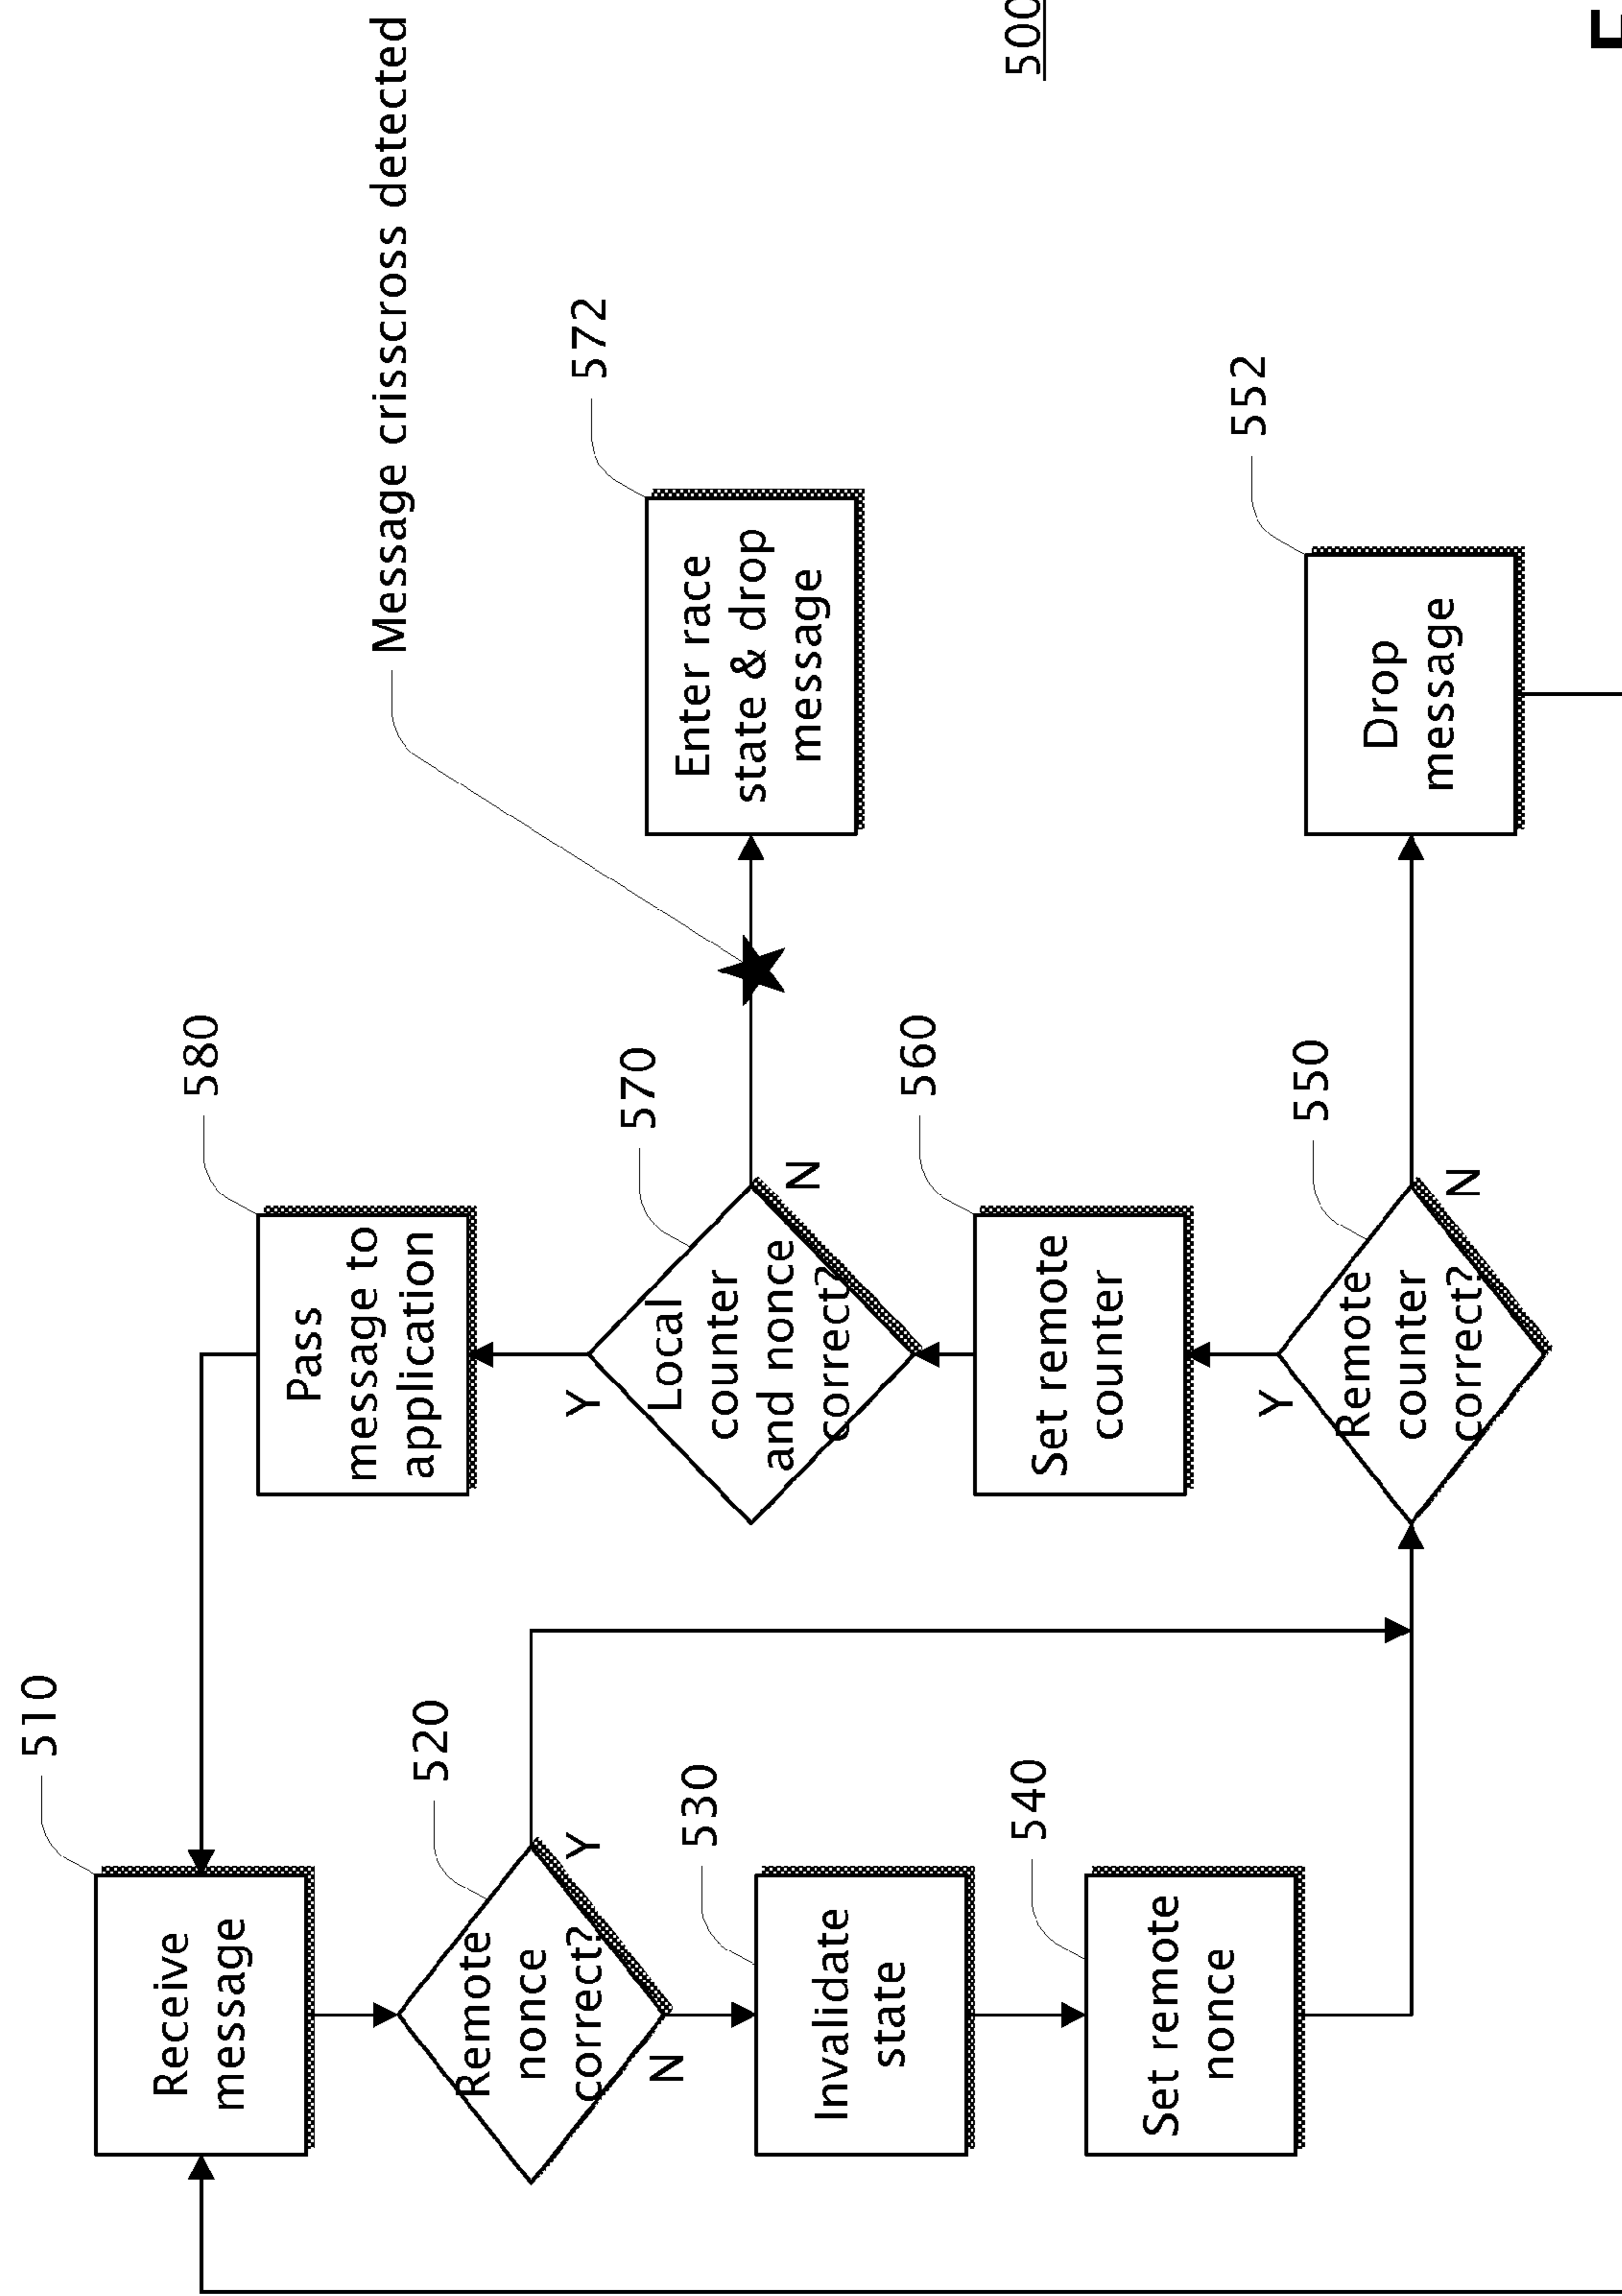 510
Receive
message
520
Remote
nonce
correct?
Y
N
530
Invalidate
state
540
Set remote
nonce
580
Pass
message to
application
Y
570
Local
counter
and nonce
correct?
N
560
Set remote
counter
Y
550
Remote
counter
correct?
N
Message crisscross detected
572
Enter race
state & drop
message
552
Drop
message
500